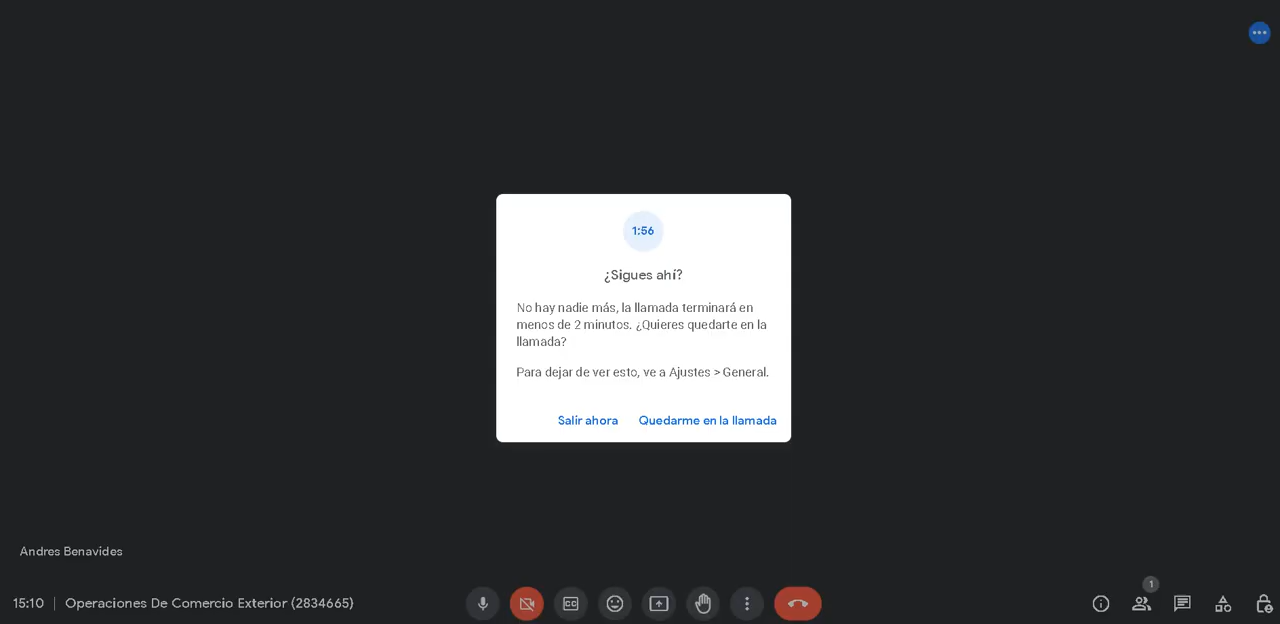 1:56
¿Sigues ahí?
No hay nadie más, la llamada terminará en
menos de 2 minutos. ¿Quieres quedarte en la
llamada?
Para dejar de ver esto, ve a Ajustes > General.
Salir ahora Quedarme en la llamada
Andres Benavides
15:10 | Operaciones De Comercio Exterior (2834665)
CC
1